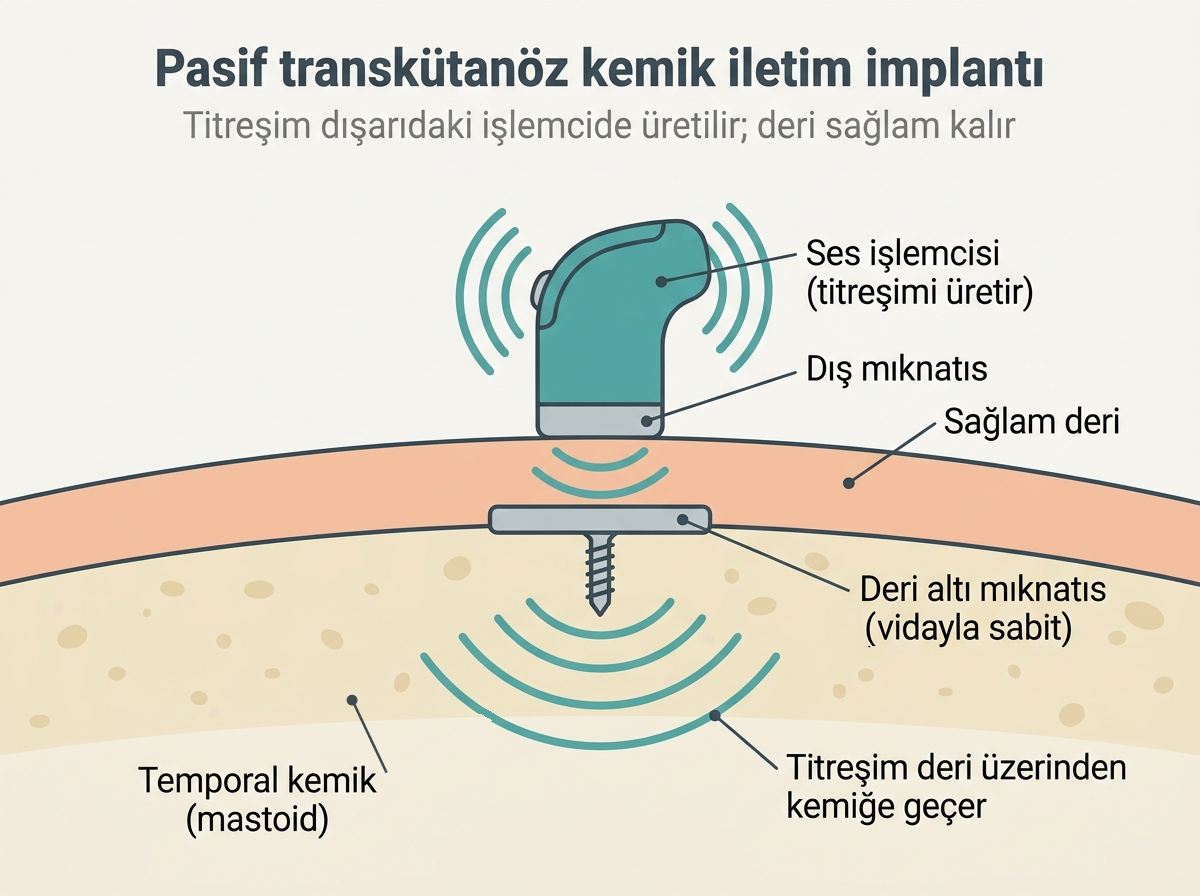 Pasif transkütanöz kemik iletim implantı
Titreşim dışarıdaki işlemcide üretilir; deri sağlam kalır
Ses işlemcisi
(titreşimi üretir)
Dış mıknatıs
Sağlam deri
Deri altı mıknatıs
(vidayla sabit)
Temporal kemik
(mastoid)
Titreşim deri üzerinden
kemiğe geçer